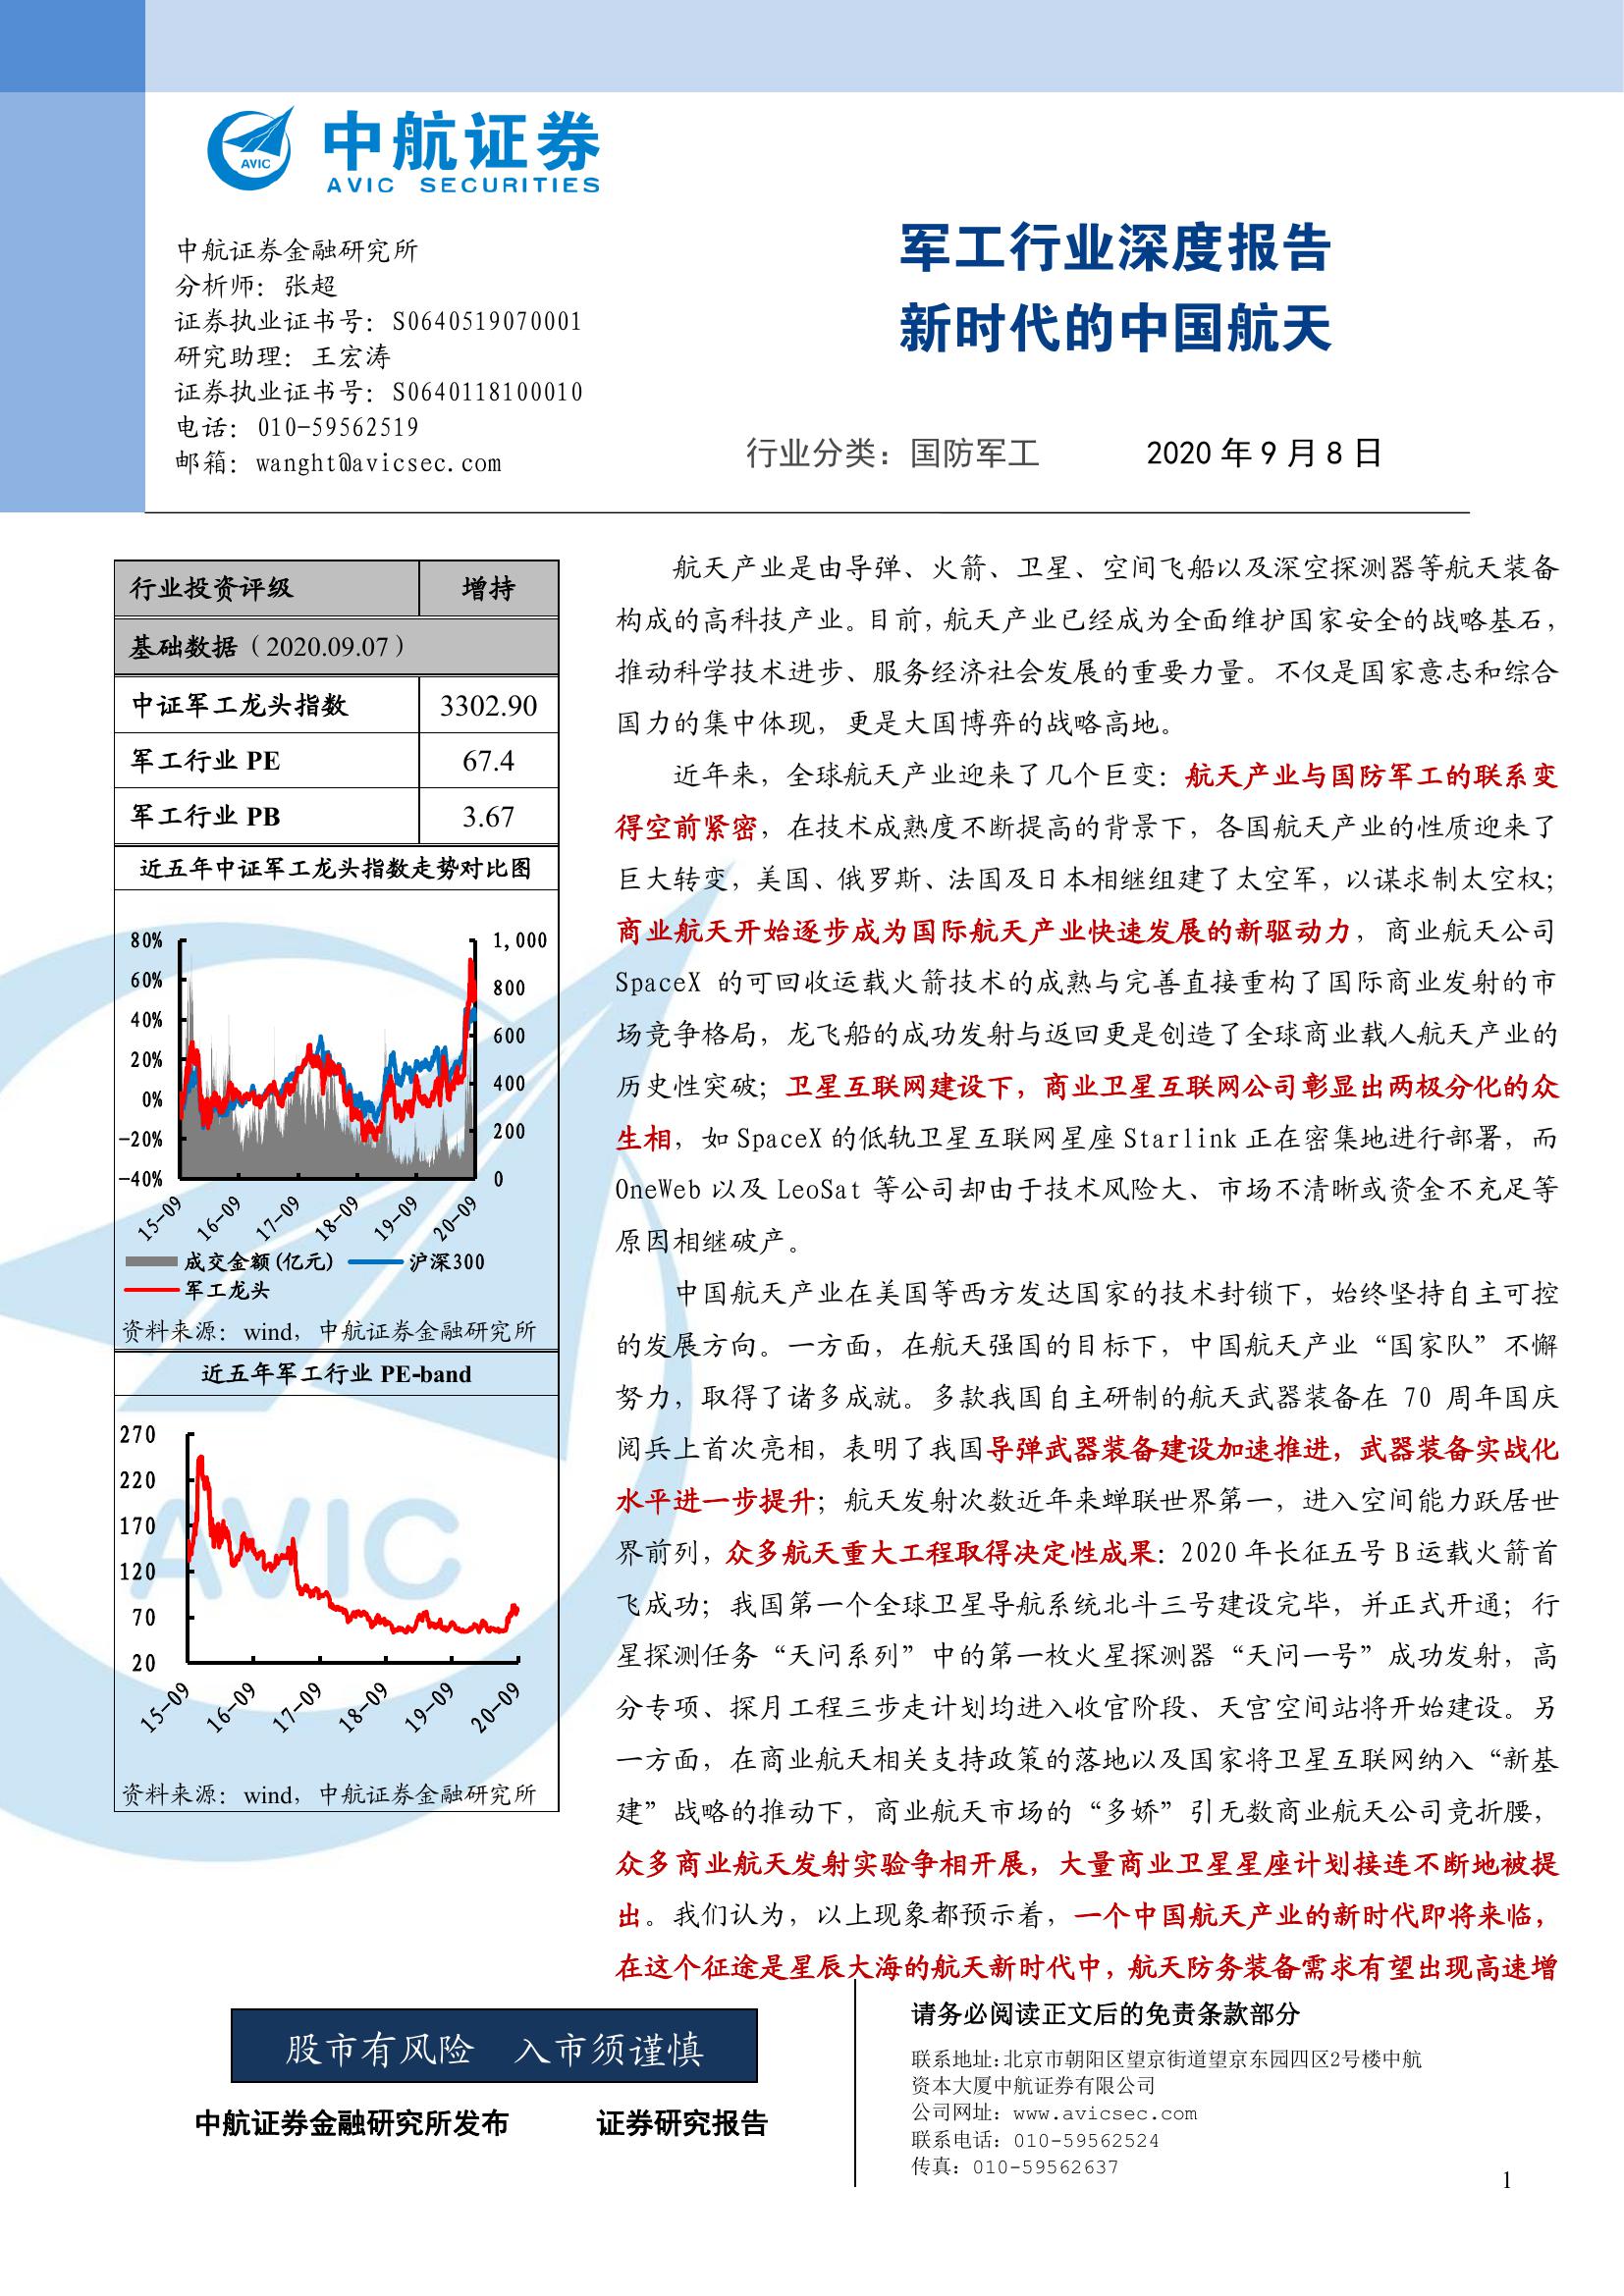 AVIC
中航证券
AVIC SECURITIES
中航证券金融研究所
分析师：张超
证券执业证书号：S0640519070001
研究助理：王宏涛
证券执业证书号：S0640118100010
电话：010-59562519
邮箱：wanght@avicsec.com
军工行业深度报告
新时代的中国航天
行业分类：国防军工 2020 年 9 月 8 日
行业投资评级 增持
基础数据（2020.09.07）
中证军工龙头指数 3302.90
军工行业 PE 67.4
军工行业 PB 3.67
近五年中证军工龙头指数走势对比图
80% 1,000
60% 800
40% 600
20% 400
0% 200
-20% 0
-40%
15-09 16-09 17-09 18-09 19-09 20-09
成交金额(亿元) 沪深300
军工龙头
资料来源：wind，中航证券金融研究所
近五年军工行业 PE-band
270
220
170
120
70
20
15-09 16-09 17-09 18-09 19-09 20-09
资料来源：wind，中航证券金融研究所
AVIC
航天产业是由导弹、火箭、卫星、空间飞船以及深空探测器等航天装备
构成的高科技产业。目前，航天产业已经成为全面维护国家安全的战略基石，
推动科学技术进步、服务经济社会发展的重要力量。不仅是国家意志和综合
国力的集中体现，更是大国博弈的战略高地。
近年来，全球航天产业迎来了几个巨变：航天产业与国防军工的联系变
得空前紧密，在技术成熟度不断提高的背景下，各国航天产业的性质迎来了
巨大转变，美国、俄罗斯、法国及日本相继组建了太空军，以谋求制太空权；
商业航天开始逐步成为国际航天产业快速发展的新驱动力，商业航天公司
SpaceX 的可回收运载火箭技术的成熟与完善直接重构了国际商业发射的市
场竞争格局，龙飞船的成功发射与返回更是创造了全球商业载人航天产业的
历史性突破；卫星互联网建设下，商业卫星互联网公司彰显出两极分化的众
生相，如 SpaceX 的低轨卫星互联网星座 Starlink 正在密集地进行部署，而
OneWeb 以及 LeoSat 等公司却由于技术风险大、市场不清晰或资金不充足等
原因相继破产。
中国航天产业在美国等西方发达国家的技术封锁下，始终坚持自主可控
的发展方向。一方面，在航天强国的目标下，中国航天产业“国家队”不懈
努力，取得了诸多成就。多款我国自主研制的航天武器装备在 70 周年国庆
阅兵上首次亮相，表明了我国导弹武器装备建设加速推进，武器装备实战化
水平进一步提升；航天发射次数近年来蝉联世界第一，进入空间能力跃居世
界前列，众多航天重大工程取得决定性成果：2020 年长征五号 B 运载火箭首
飞成功；我国第一个全球卫星导航系统北斗三号建设完毕，并正式开通；行
星探测任务“天问系列”中的第一枚火星探测器“天问一号”成功发射，高
分专项、探月工程三步走计划均进入收官阶段、天宫空间站将开始建设。另
一方面，在商业航天相关支持政策的落地以及国家将卫星互联网纳入“新基
建”战略的推动下，商业航天市场的“多娇”引无数商业航天公司竞折腰，
众多商业航天发射实验争相开展，大量商业卫星星座计划接连不断地被提
出。我们认为，以上现象都预示着，一个中国航天产业的新时代即将来临，
在这个征途是星辰大海的航天新时代中，航天防务装备需求有望出现高速增
股市有风险 入市须谨慎
中航证券金融研究所发布 证券研究报告
请务必阅读正文后的免责条款部分
联系地址:北京市朝阳区望京街道望京东园四区2号楼中航
资本大厦中航证券有限公司
公司网址：www.avicsec.com
联系电话：010-59562524
传真：010-59562637
1